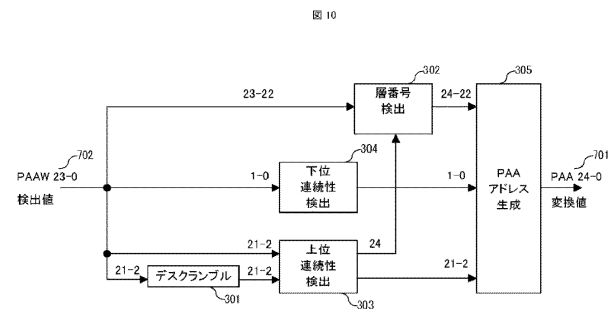 図10
302
305
23-22
層番号
検出
24-22
702
PAAW 23-0
検出値
304
1-0
下位
連続性
検出
1-0
PAA
アドレス
生成
701
PAA 24-0
変換値
21-2
上位
連続性
検出
24
21-2
デスクランブル
21-2
21-2
301
303